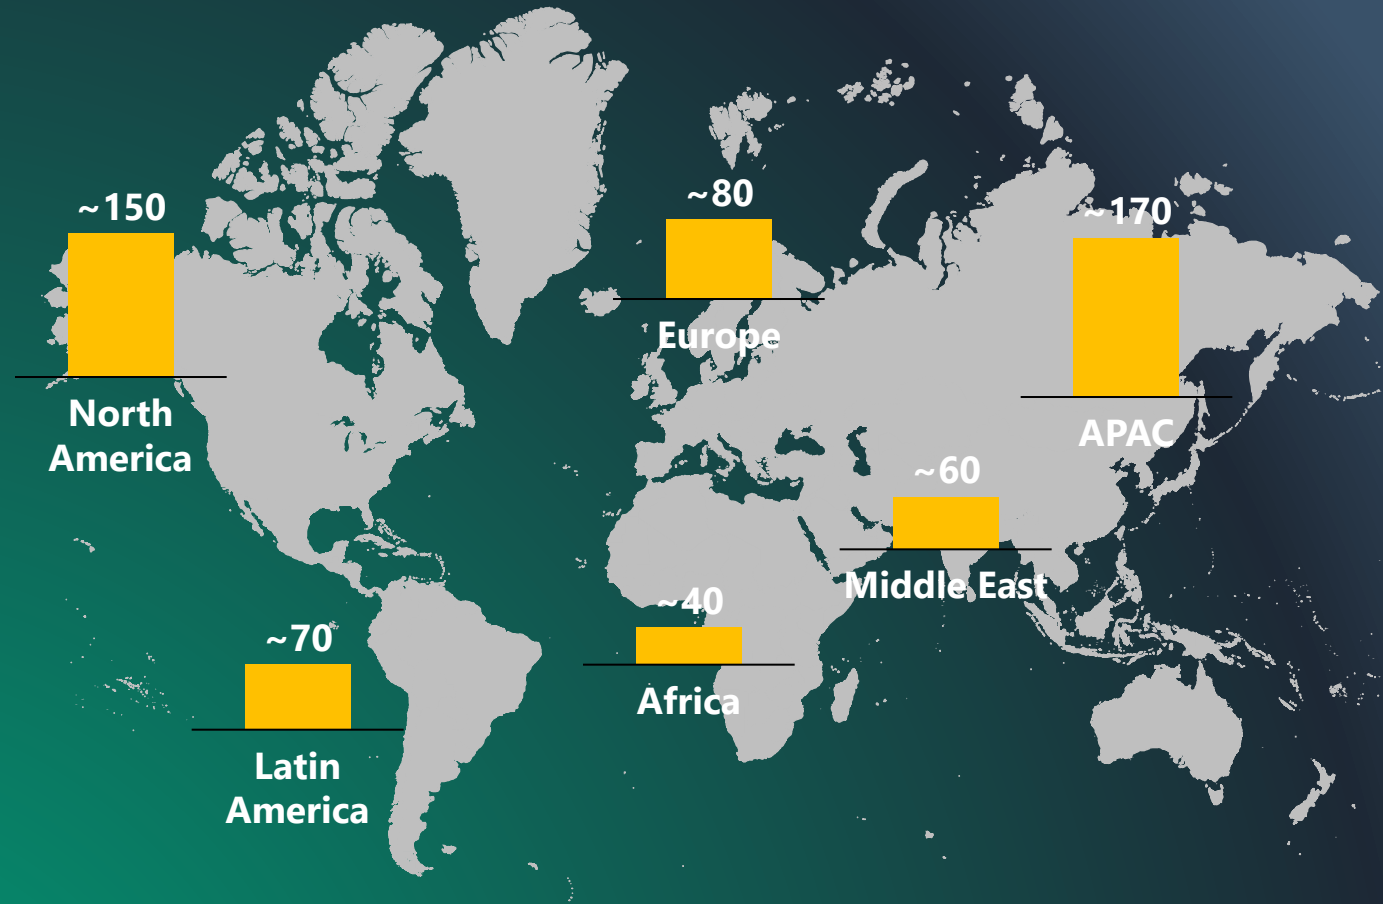 ~150
North
America
~80
Europe
~170
APAC
~60
Middle East
~40
Africa
~70
Latin
America